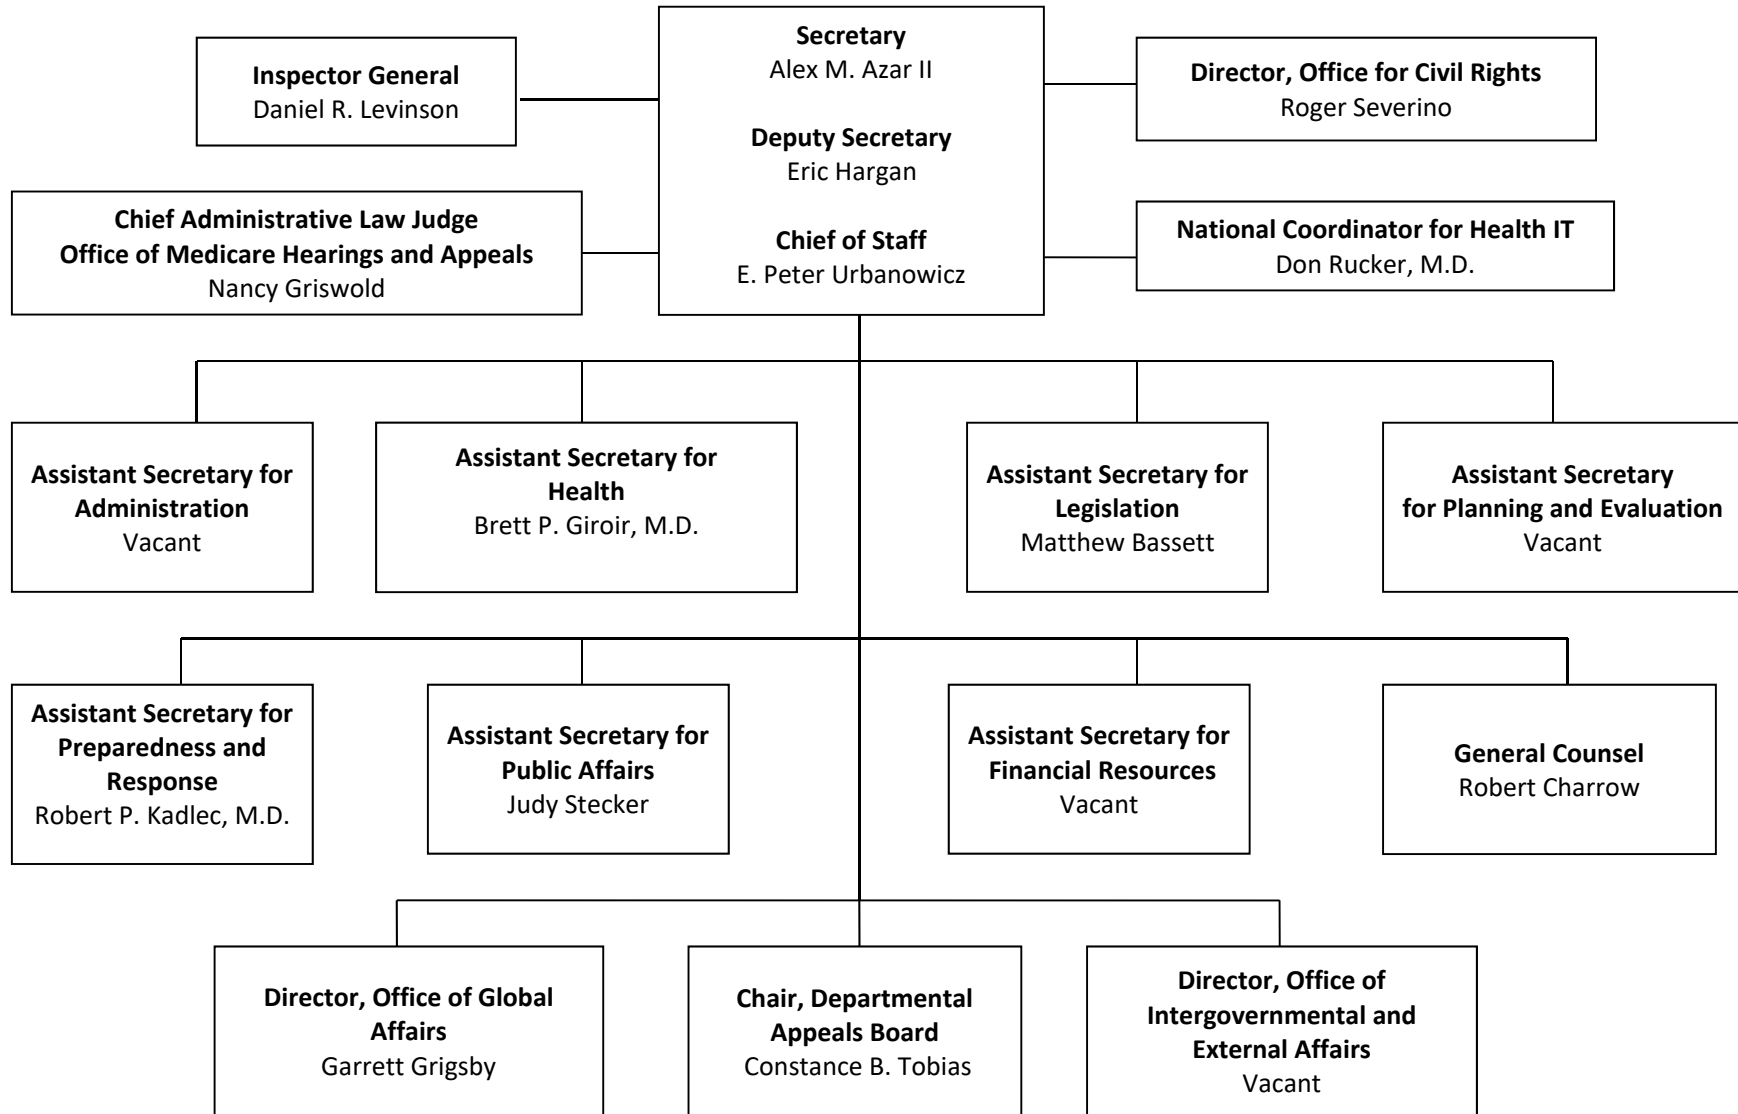 Secretary
Alex M. Azar II
Deputy Secretary
Eric Hargan
Chief of Staff
E. Peter Urbanowicz
Inspector General
Daniel R. Levinson
Director, Office for Civil Rights
Roger Severino
Chief Administrative Law Judge
Office of Medicare Hearings and Appeals
Nancy Griswold
National Coordinator for Health IT
Don Rucker, M.D.
Assistant Secretary for
Administration
Vacant
Assistant Secretary for
Health
Brett P. Giroir, M.D.
Assistant Secretary for
Legislation
Matthew Bassett
Assistant Secretary
for Planning and Evaluation
Vacant
Assistant Secretary for
Preparedness and
Response
Robert P. Kadlec, M.D.
Assistant Secretary for
Public Affairs
Judy Stecker
Assistant Secretary for
Financial Resources
Vacant
General Counsel
Robert Charrow
Director, Office of Global
Affairs
Garrett Grigsby
Chair, Departmental
Appeals Board
Constance B. Tobias
Director, Office of
Intergovernmental and
External Affairs
Vacant